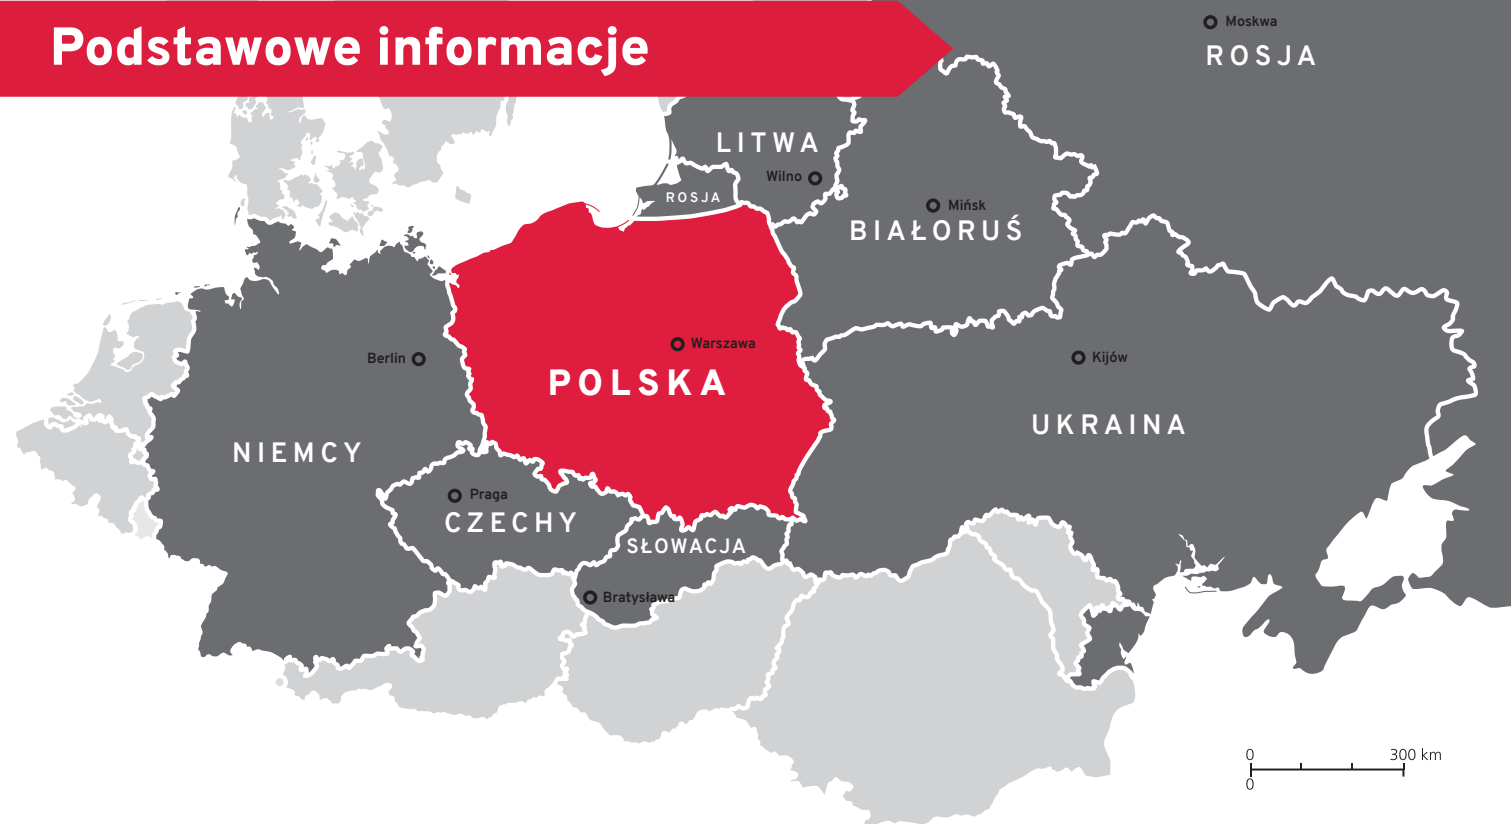 Podstawowe informacje
Moskwa
ROSJA
LITWA
Wilno
ROSJA
Mińsk
BIAŁORUŚ
Berlin
Warszawa
POLSKA
Kijów
UKRAINA
NIEMCY
Praga
CZECHY
SŁOWACJA
Bratysława
0 300 km
0